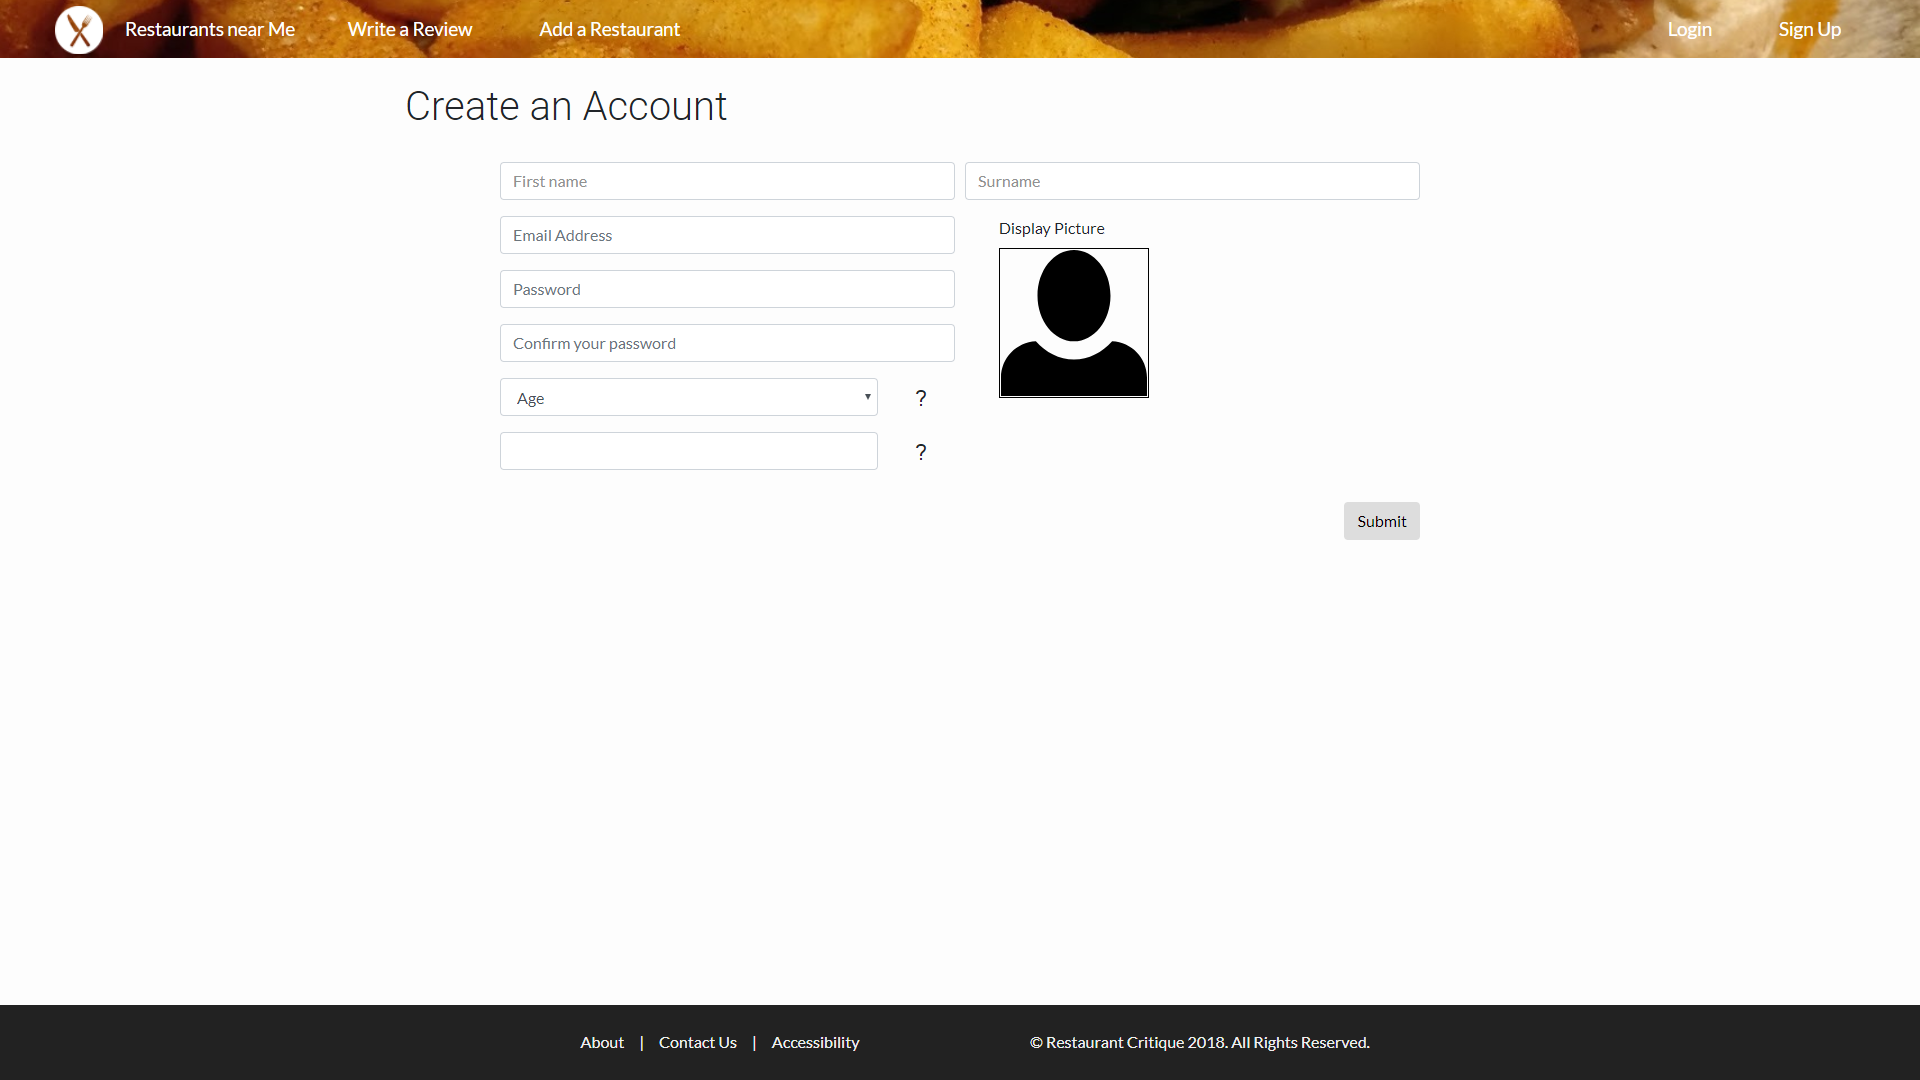 Restaurants near Me
Write a Review
Add a Restaurant
Login
Sign Up
Create an Account
First name
Surname
Email Address
Display Picture
Password
Confirm your password
Age
?
?
Submit
About | Contact Us | Accessibility
© Restaurant Critique 2018. All Rights Reserved.